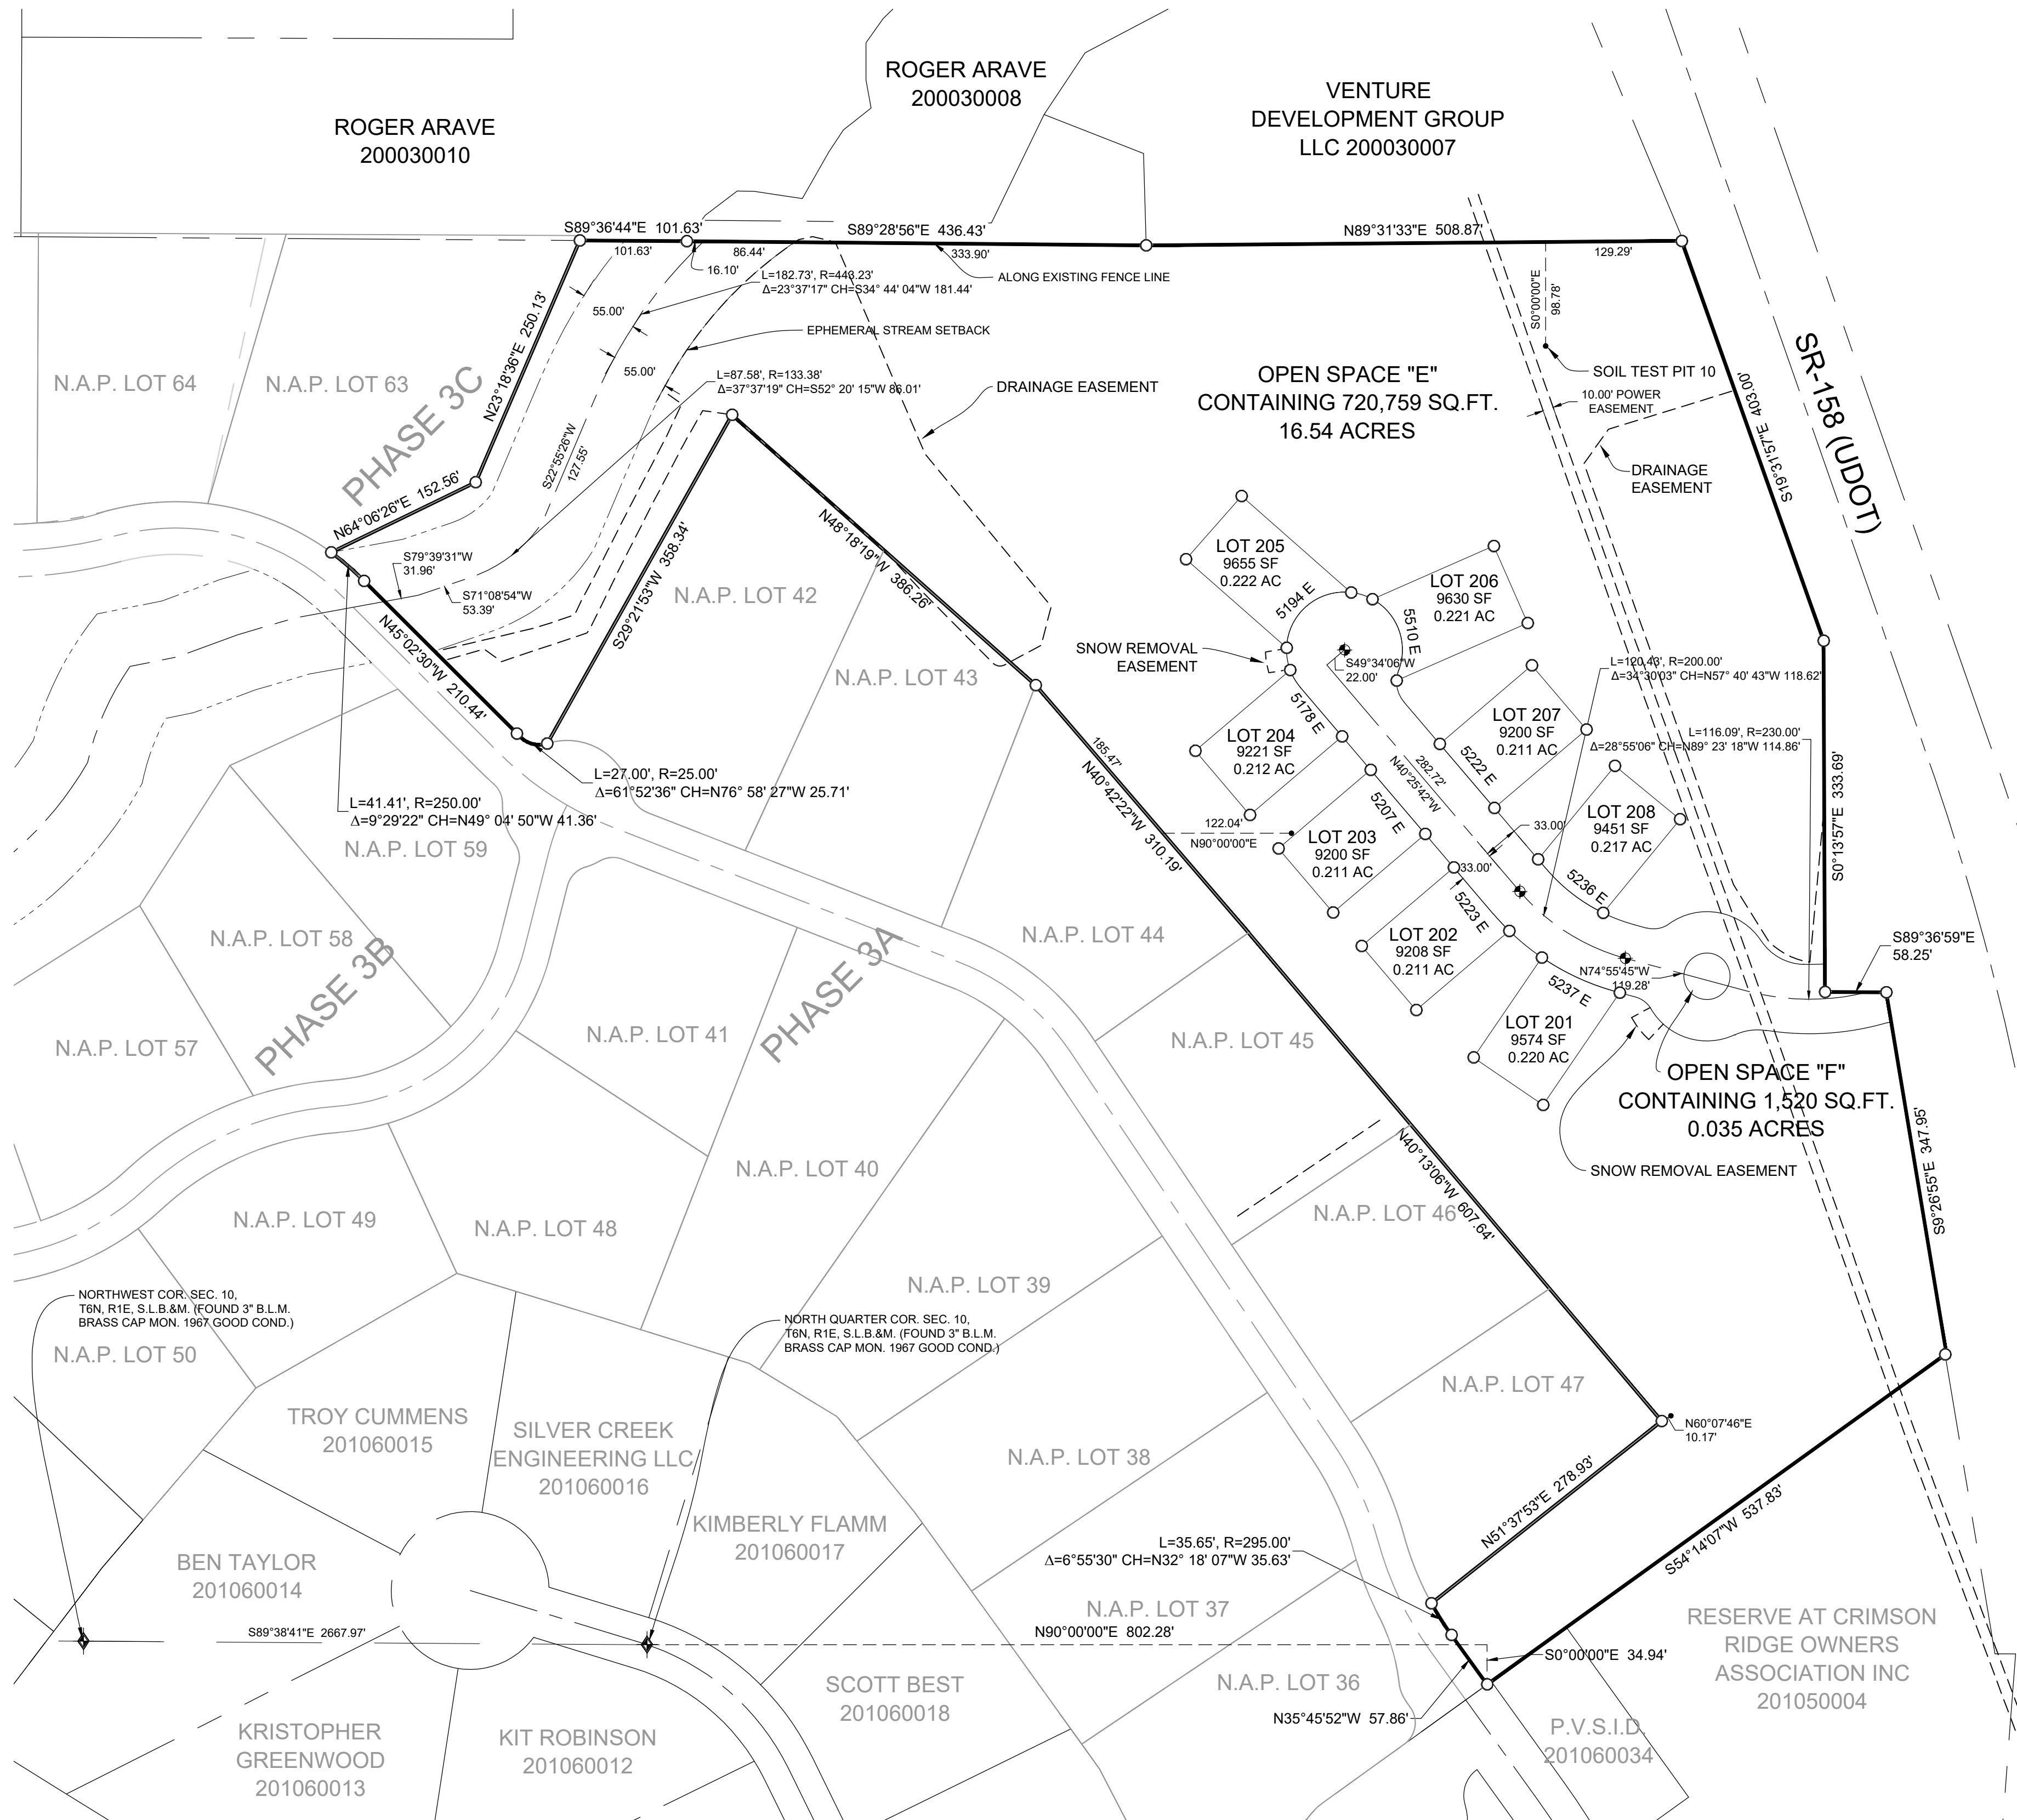 ROGER ARAVE
200030008
VENTURE
DEVELOPMENT GROUP
LLC 200030007
ROGER ARAVE
200030010
S89°36'44"E 101.63'
S89°28'56"E 436.43'
N89°31'33"E 508.87'
101.63'
16.10'
86.44'
333.90'
129.29'
ALONG EXISTING FENCE LINE
L=182.73', R=443.23'
Δ=23°37'17" CH=S34° 44' 04"W 181.44'
55.00'
EPHEMERAL STREAM SETBACK
55.00'
L=87.58', R=133.38'
Δ=37°37'19" CH=S52° 20' 15"W 86.01'
DRAINAGE EASEMENT
S0°00'00"E
98.78'
SOIL TEST PIT 10
10.00' POWER
EASEMENT
DRAINAGE
EASEMENT
SR-158 (UDOT)
S19°31'57"E 403.00'
OPEN SPACE "E"
CONTAINING 720,759 SQ.FT.
16.54 ACRES
N.A.P. LOT 64
N.A.P. LOT 63
PHASE 3C
N23°18'36"E 250.13'
N64°06'26"E 152.56'
S22°55'26"W
127.55'
S79°39'31"W
31.96'
S71°08'54"W
53.39'
N45°02'30"W 210.44'
S29°21'53"W 358.34'
N48°18'19"W 386.26'
N.A.P. LOT 42
N.A.P. LOT 43
L=27.00', R=25.00'
Δ=61°52'36" CH=N76° 58' 27"W 25.71'
L=41.41', R=250.00'
Δ=9°29'22" CH=N49° 04' 50"W 41.36'
N.A.P. LOT 59
LOT 205
9655 SF
0.222 AC
5194 E
LOT 206
9630 SF
0.221 AC
5510 E
SNOW REMOVAL
EASEMENT
S49°34'06"W
22.00'
L=120.43', R=200.00'
Δ=34°30'03" CH=N57° 40' 43"W 118.62'
LOT 204
9221 SF
0.212 AC
5178 E
LOT 207
9200 SF
0.211 AC
5222 E
L=116.09', R=230.00'
Δ=28°55'06" CH=N89° 23' 18"W 114.86'
282.72'
N40°25'42"W
LOT 208
9451 SF
0.217 AC
5236 E
S0°13'57"E 333.69'
185.47'
N40°42'22"W 310.19'
122.04'
N90°00'00"E
LOT 203
9200 SF
0.211 AC
5207 E
33.00'
33.00'
LOT 202
9208 SF
0.211 AC
5223 E
N74°55'45"W
119.28'
S89°36'59"E
58.25'
LOT 201
9574 SF
0.220 AC
5237 E
OPEN SPACE "F"
CONTAINING 1,520 SQ.FT.
0.035 ACRES
SNOW REMOVAL EASEMENT
S9°26'55"E 347.95'
N.A.P. LOT 58
PHASE 3B
N.A.P. LOT 57
N.A.P. LOT 41
PHASE 3A
N.A.P. LOT 44
N.A.P. LOT 45
N.A.P. LOT 40
N.A.P. LOT 46
N40°13'06"W 607.64'
N.A.P. LOT 49
N.A.P. LOT 48
N.A.P. LOT 39
N.A.P. LOT 47
NORTHWEST COR. SEC. 10,
T6N, R1E, S.L.B.&M. (FOUND 3" B.L.M.
BRASS CAP MON. 1967 GOOD COND.)
N.A.P. LOT 50
NORTH QUARTER COR. SEC. 10,
T6N, R1E, S.L.B.&M. (FOUND 3" B.L.M.
BRASS CAP MON. 1967 GOOD COND.)
N60°07'46"E
10.17'
TROY CUMMENS
201060015
SILVER CREEK
ENGINEERING LLC
201060016
N.A.P. LOT 38
N51°37'53"E 278.93'
S54°14'07"W 537.83'
KIMBERLY FLAMM
201060017
L=35.65', R=295.00'
Δ=6°55'30" CH=N32° 18' 07"W 35.63'
BEN TAYLOR
201060014
N.A.P. LOT 37
S89°38'41"E 2667.97'
N90°00'00"E 802.28'
S0°00'00"E 34.94'
RESERVE AT CRIMSON
RIDGE OWNERS
ASSOCIATION INC
201050004
SCOTT BEST
201060018
N.A.P. LOT 36
N35°45'52"W 57.86'
KRISTOPHER
GREENWOOD
201060013
KIT ROBINSON
201060012
P.V.S.I.D.
201060034